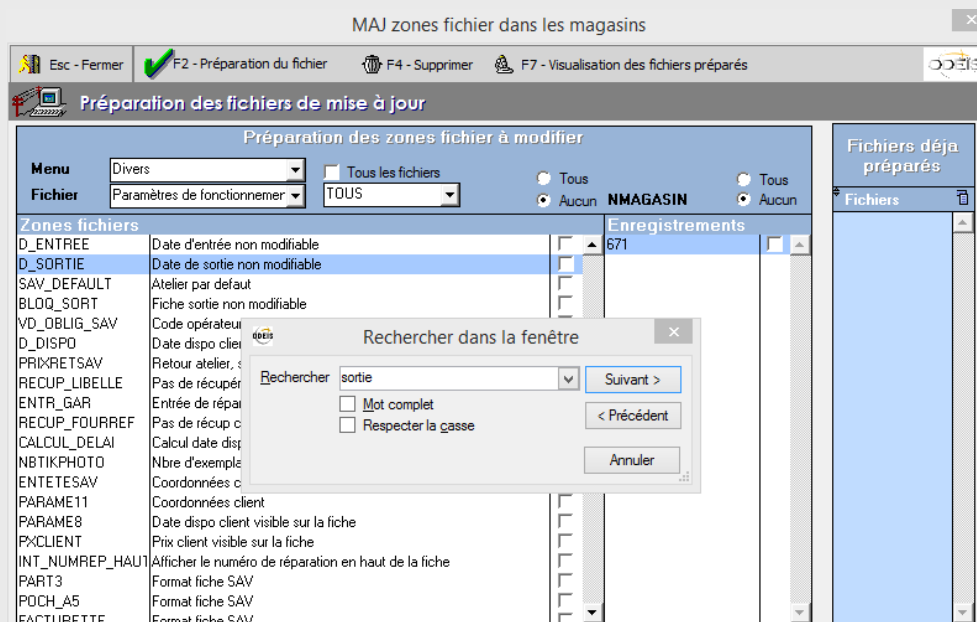 MAJ zones fichier dans les magasins
Esc - Fermer F2 - Préparation du fichier F4 - Supprimer F7 - Visualisation des fichiers préparés
Préparation des fichiers de mise à jour
Préparation des zones fichier à modifier
Fichiers déja
préparés
Menu Divers Tous les fichiers Tous Tous
Fichier Paramètres de fonctionnemer TOUS Aucun NMAGASIN Aucun
Fichiers
Zones fichiers Enregistrements
D_ENTREE Date d'entrée non modifiable 671
D_SORTIE Date de sortie non modifiable
SAV_DEFAULT Atelier par defaut
BLOQ_SORT Fiche sortie non modifiable
VD_OBLIG_SAV Code opérateur
D_DISPO Date dispo clier
PRIXRETSAV Retour atelier, s
RECUP_LIBELLE Pas de récupér
ENTR_GAR Entrée de répar
RECUP_FOURREF Pas de récup c
CALCUL_DELAI Calcul date disp
NBTIKPHOTO Nbre d'exempla
ENTETESAV Coordonnées c
PARAME11 Coordonnées client
PARAME8 Date dispo client visible sur la fiche
PXCLIENT Prix client visible sur la fiche
INT_NUMREP_HAUT Afficher le numéro de réparation en haut de la fiche
PART3 Format fiche SAV
POCH_A5 Format fiche SAV
FACTURETTE Format fiche SAV
ODEIS
Rechercher dans la fenêtre
Rechercher sortie Suivant >
Mot complet
< Précédent
Respecter la casse
Annuler